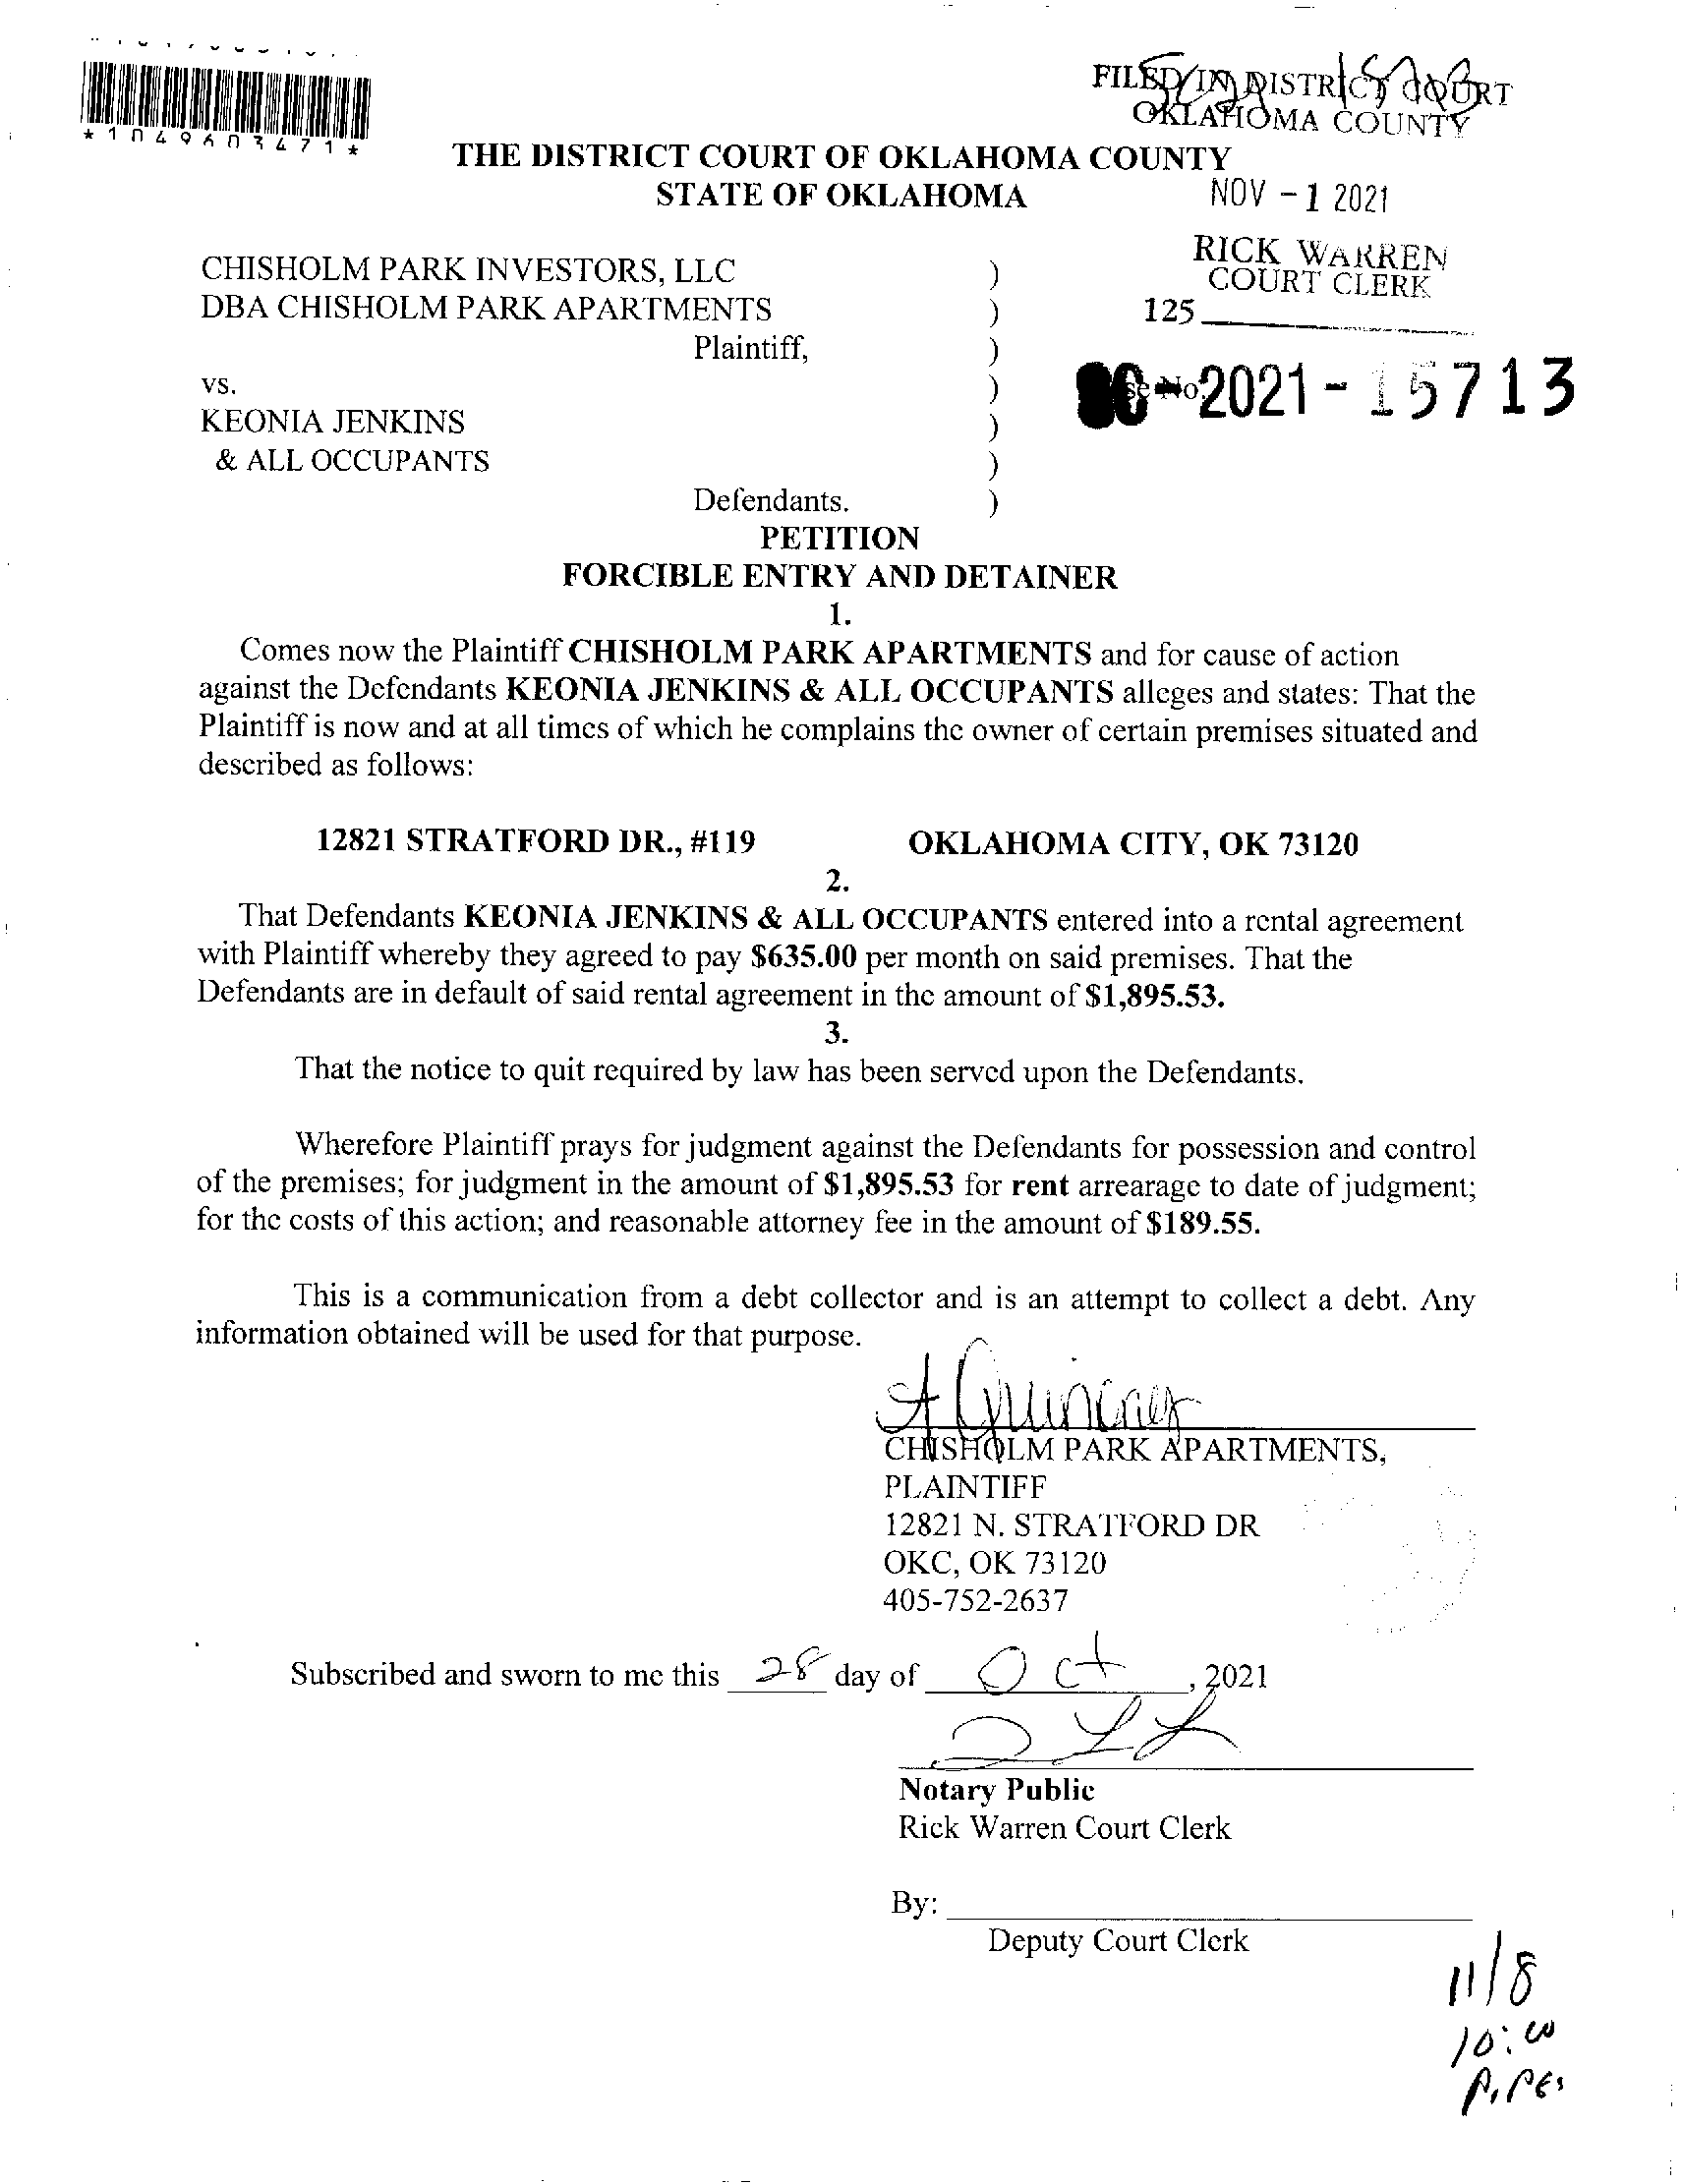 *1049603471*
FILED IN DISTRICT COURT
OKLAHOMA COUNTY
THE DISTRICT COURT OF OKLAHOMA COUNTY
STATE OF OKLAHOMA
NOV - 1 2021
RICK WARREN
COURT CLERK
125
CHISHOLM PARK INVESTORS, LLC )
DBA CHISHOLM PARK APARTMENTS )
Plaintiff, )
vs. )
SC-2021-15713
KEONIA JENKINS )
& ALL OCCUPANTS )
Defendants. )
PETITION
FORCIBLE ENTRY AND DETAINER
1.
Comes now the Plaintiff CHISHOLM PARK APARTMENTS and for cause of action
against the Defendants KEONIA JENKINS & ALL OCCUPANTS alleges and states: That the
Plaintiff is now and at all times of which he complains the owner of certain premises situated and
described as follows:
12821 STRATFORD DR., #119 OKLAHOMA CITY, OK 73120
2.
That Defendants KEONIA JENKINS & ALL OCCUPANTS entered into a rental agreement
with Plaintiff whereby they agreed to pay $635.00 per month on said premises. That the
Defendants are in default of said rental agreement in the amount of $1,895.53.
3.
That the notice to quit required by law has been served upon the Defendants.
Wherefore Plaintiff prays for judgment against the Defendants for possession and control
of the premises; for judgment in the amount of $1,895.53 for rent arrearage to date of judgment;
for the costs of this action; and reasonable attorney fee in the amount of $189.55.
This is a communication from a debt collector and is an attempt to collect a debt. Any
information obtained will be used for that purpose.
CHISHOLM PARK APARTMENTS,
PLAINTIFF
12821 N. STRATFORD DR
OKC, OK 73120
405-752-2637
Subscribed and sworn to me this 28 day of Oct, 2021
Notary Public
Rick Warren Court Clerk
By:
Deputy Court Clerk
11/8